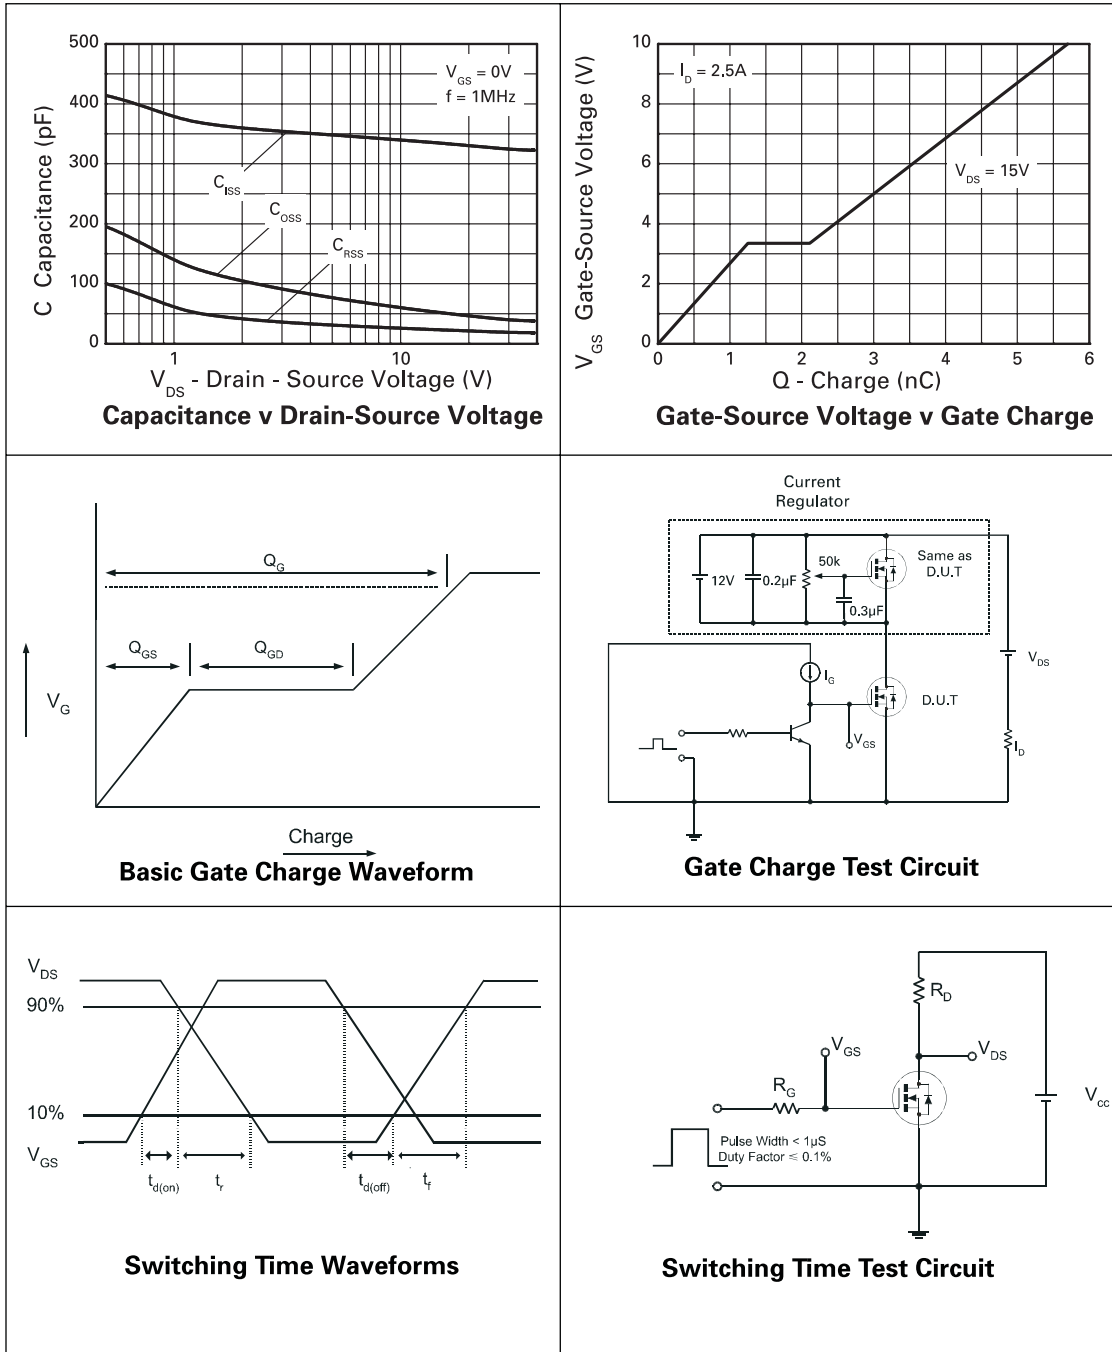 500
400
300
200
100
0
C Capacitance (pF)
V_GS = 0V
f = 1MHz
C_ISS
C_OSS
C_RSS
1
10
V_DS - Drain - Source Voltage (V)
Capacitance v Drain-Source Voltage
10
8
6
4
2
0
V_GS Gate-Source Voltage (V)
I_D = 2.5A
V_DS = 15V
0 1 2 3 4 5 6
Q - Charge (nC)
Gate-Source Voltage v Gate Charge
Q_G
Q_GS
Q_GD
V_G
Charge
Basic Gate Charge Waveform
Current
Regulator
12V
0.2µF
50k
Same as
D.U.T
0.3µF
V_DS
I_G
D.U.T
V_GS
I_D
Gate Charge Test Circuit
V_DS
90%
10%
V_GS
t_d(on)
t_r
t_d(off)
t_f
Switching Time Waveforms
R_D
V_GS
V_DS
R_G
V_cc
Pulse Width < 1µS
Duty Factor ≤ 0.1%
Switching Time Test Circuit